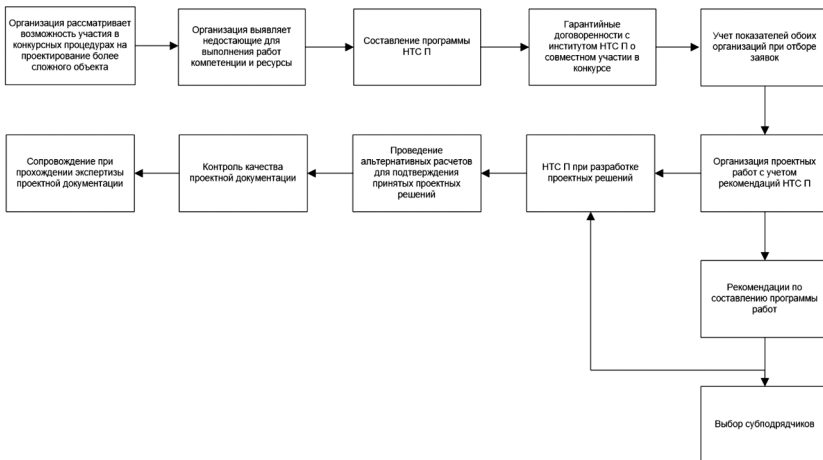 Организация рассматривает
возможность участия в
конкурсных процедурах на
проектирование более
сложного объекта
Организация выявляет
недостающие для
выполнения работ
компетенции и ресурсы
Составление программы
НТС П
Гарантийные
договоренности с
институтом НТС П о
совместном участии в
конкурсе
Учет показателей обоих
организаций при отборе
заявок
Сопровождение при
прохождении экспертизы
проектной документации
Контроль качества
проектной документации
Проведение
альтернативных расчетов
для подтверждения
принятых проектных
решений
НТС П при разработке
проектных решений
Организация проектных
работ с учетом
рекомендаций НТС П
Рекомендации по
составлению программы
работ
Выбор субподрядчиков